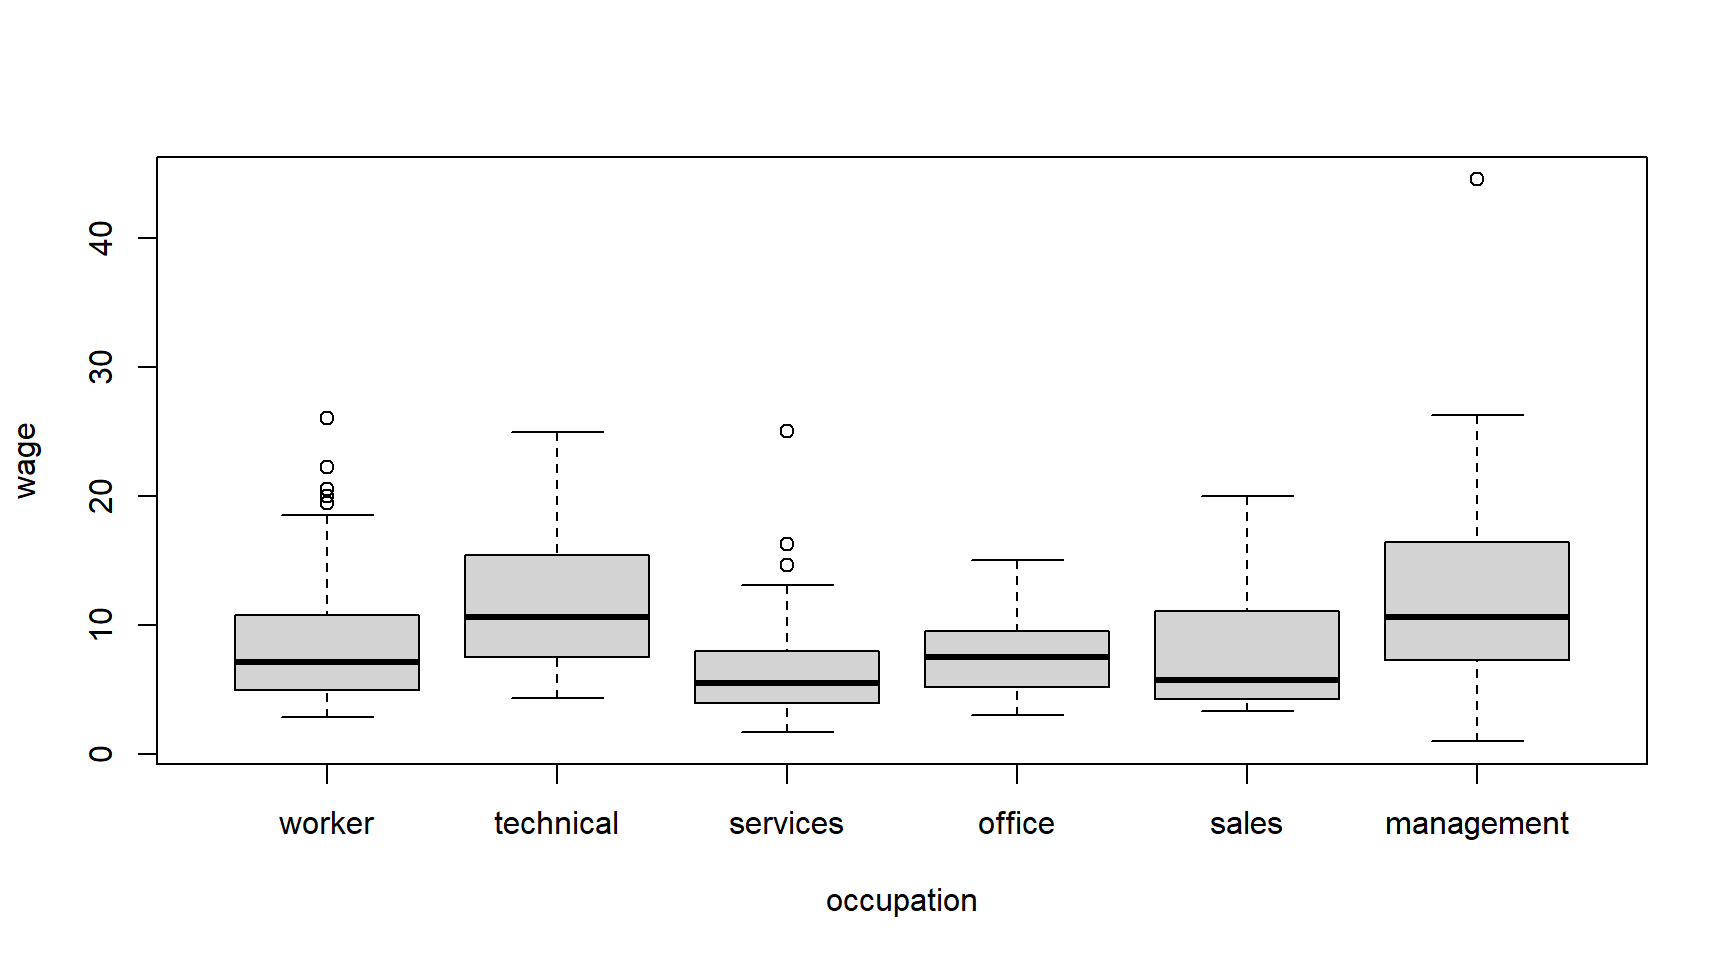 wage
40
30
20
10
0
worker technical services office sales management
occupation